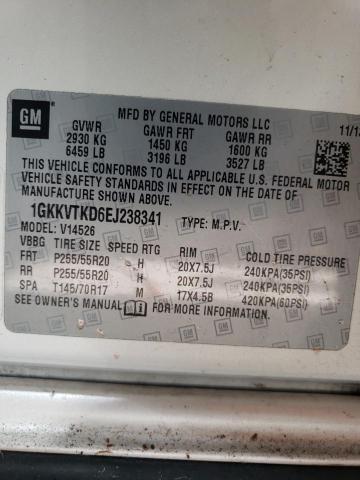 GM
MFD BY GENERAL MOTORS LLC
11/13
GVWR GAWR FRT GAWR RR
2930 KG 1450 KG 1600 KG
6459 LB 3196 LB 3527 LB
THIS VEHICLE CONFORMS TO ALL APPLICABLE U.S. FEDERAL MOTOR
VEHICLE SAFETY STANDARDS IN EFFECT ON THE DATE OF
MANUFACTURE SHOWN ABOVE.
1GKKVTKD6EJ238341 TYPE: M.P.V.
MODEL: V14526
VBBG TIRE SIZE SPEED RTG RIM COLD TIRE PRESSURE
FRT P255/55R20 H 20X7.5J 240KPA(35PSI)
RR P255/55R20 H 20X7.5J 240KPA(35PSI)
SPA T145/70R17 M 17X4.5B 420KPA(60PSI)
SEE OWNER'S MANUAL FOR MORE INFORMATION.